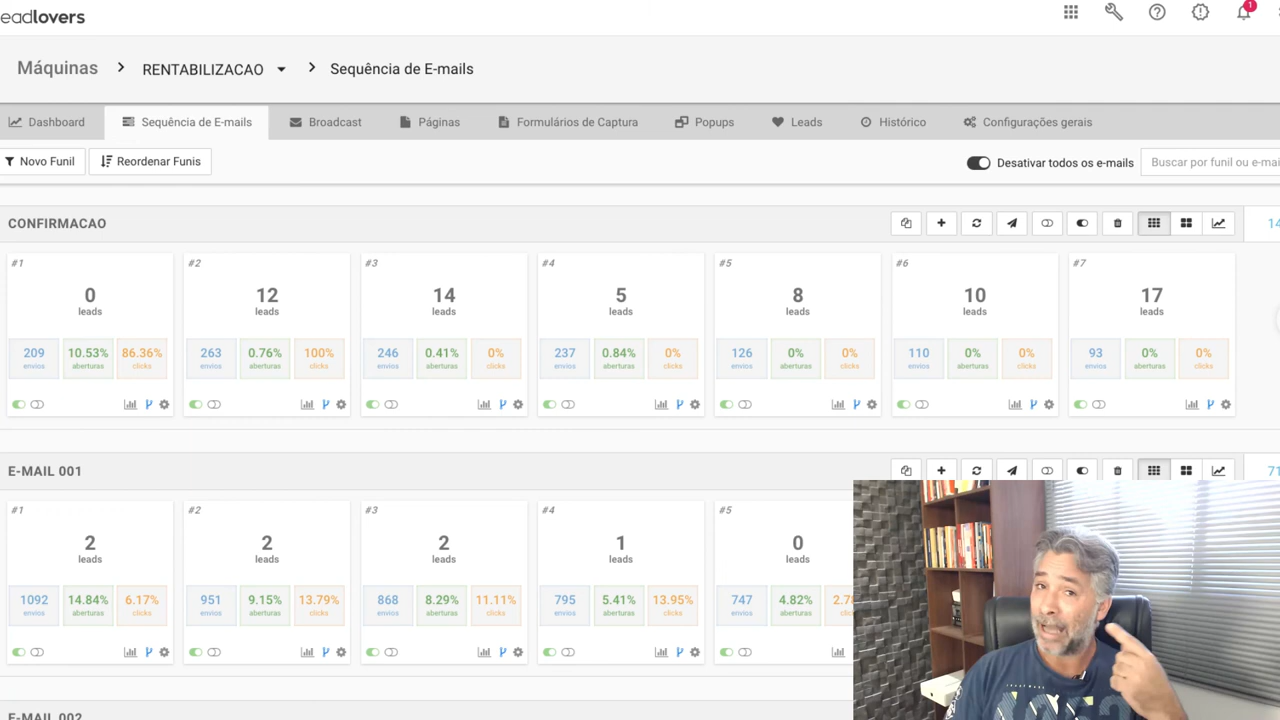 eadlovers
1
Máquinas > RENTABILIZACAO > Sequência de E-mails
Dashboard Sequência de E-mails Broadcast Páginas Formulários de Captura Popups Leads Histórico Configurações gerais
Novo Funil Reordenar Funis Desativar todos os e-mails Buscar por funil ou e-mai
CONFIRMACAO 14
#1 #2 #3 #4 #5 #6 #7
0 12 14 5 8 10 17
leads leads leads leads leads leads leads
209 10.53% 86.36% 263 0.76% 100% 246 0.41% 0% 237 0.84% 0% 126 0% 0% 110 0% 0% 93 0% 0%
envios aberturas clicks envios aberturas clicks envios aberturas clicks envios aberturas clicks envios aberturas clicks envios aberturas clicks envios aberturas clicks
E-MAIL 001 71
#1 #2 #3 #4 #5
2 2 2 1 0
leads leads leads leads leads
1092 14.84% 6.17% 951 9.15% 13.79% 868 8.29% 11.11% 795 5.41% 13.95% 747 4.82% 2.7
envios aberturas clicks envios aberturas clicks envios aberturas clicks envios aberturas clicks envios aberturas clicks
E-MAIL 002